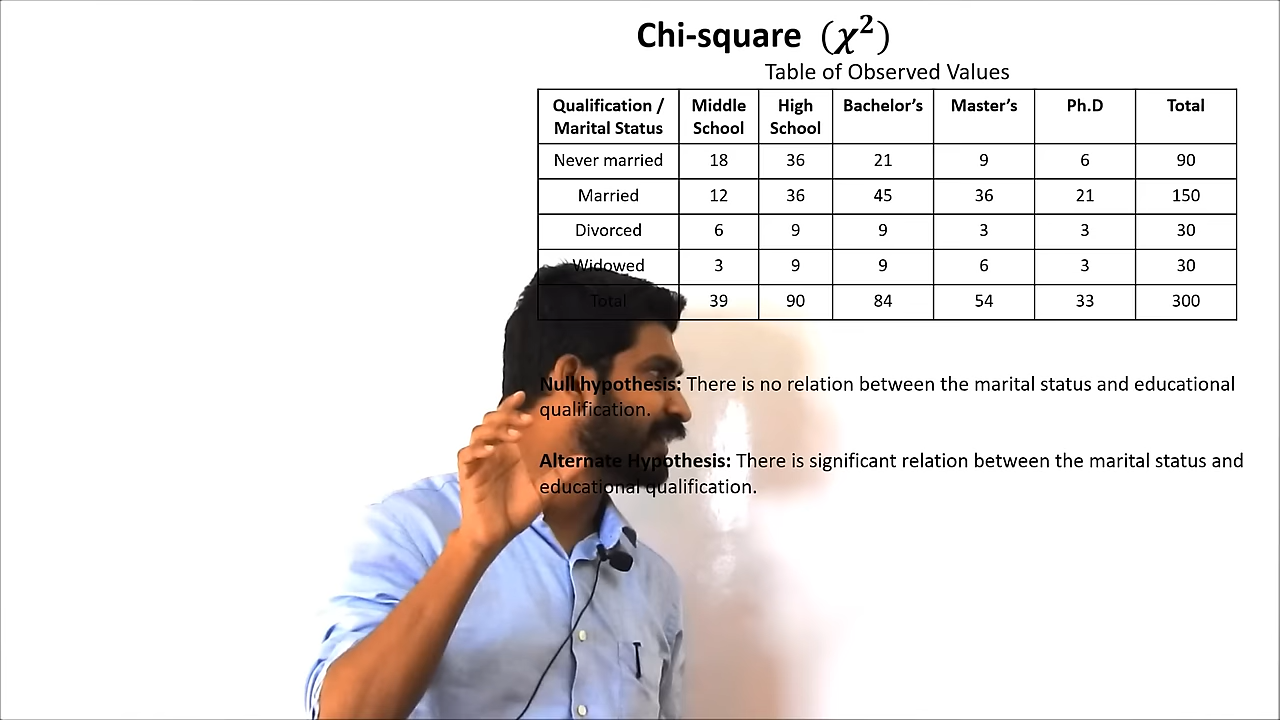 Chi-square (χ²)
Table of Observed Values
Qualification / Marital Status Middle School High School Bachelor’s Master’s Ph.D Total
Never married 18 36 21 9 6 90
Married 12 36 45 36 21 150
Divorced 6 9 9 3 3 30
Widowed 3 9 9 6 3 30
Total 39 90 84 54 33 300
Null hypothesis: There is no relation between the marital status and educational
qualification.
Alternate Hypothesis: There is significant relation between the marital status and
educational qualification.